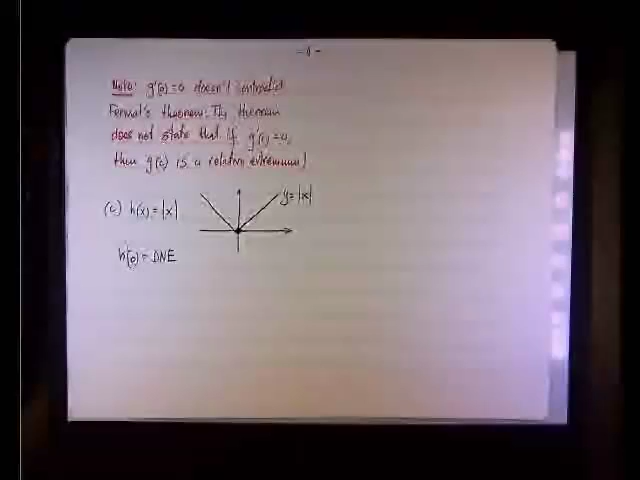 Note: g'(0)=0 doesn't contradict
Fermat's theorem. The theorem
does not state that if g'(c)=0,
then g(c) is a relative extremum!
(c) h(x) = |x|
y=|x|
h'(0) = DNE